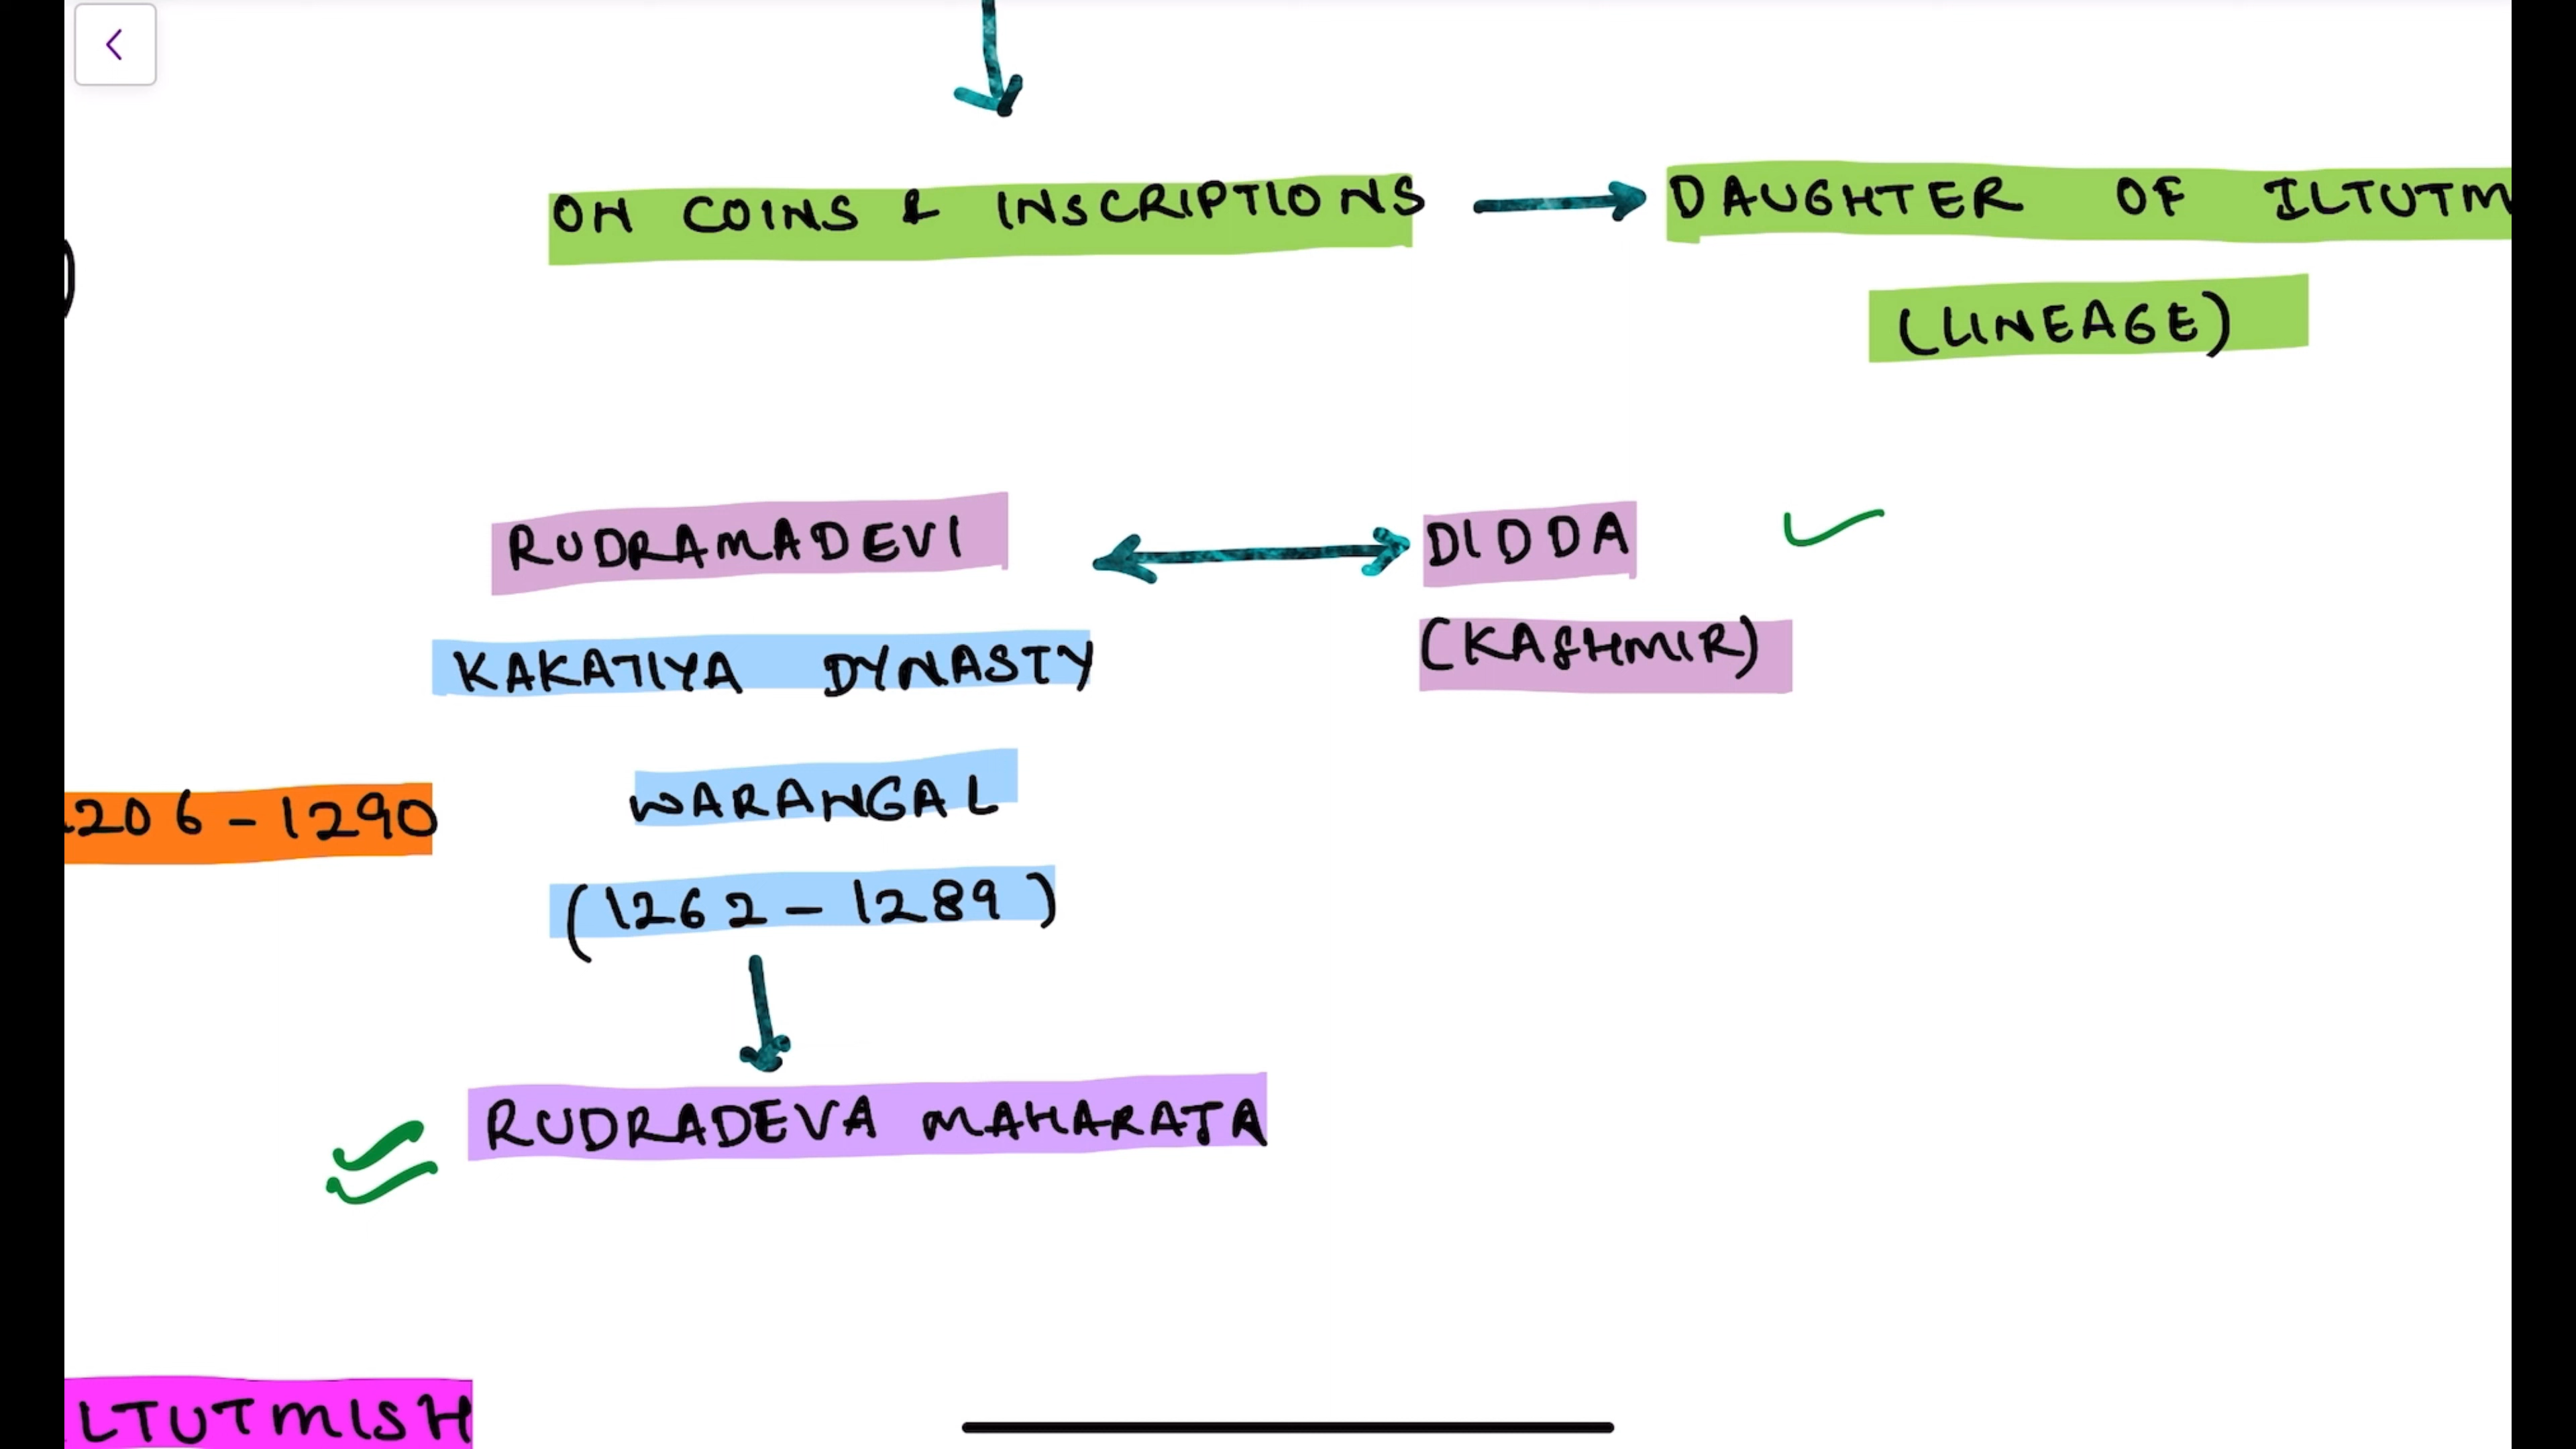 ON COINS & INSCRIPTIONS → DAUGHTER OF ILTUTM
(LINEAGE)
RUDRAMADEVI ↔ DIDDA ✓
KAKATIYA DYNASTY (KASHMIR)
206-1290 WARANGAL
(1262-1289)
RUDRADEVA MAHARAJA
LTUTMISH